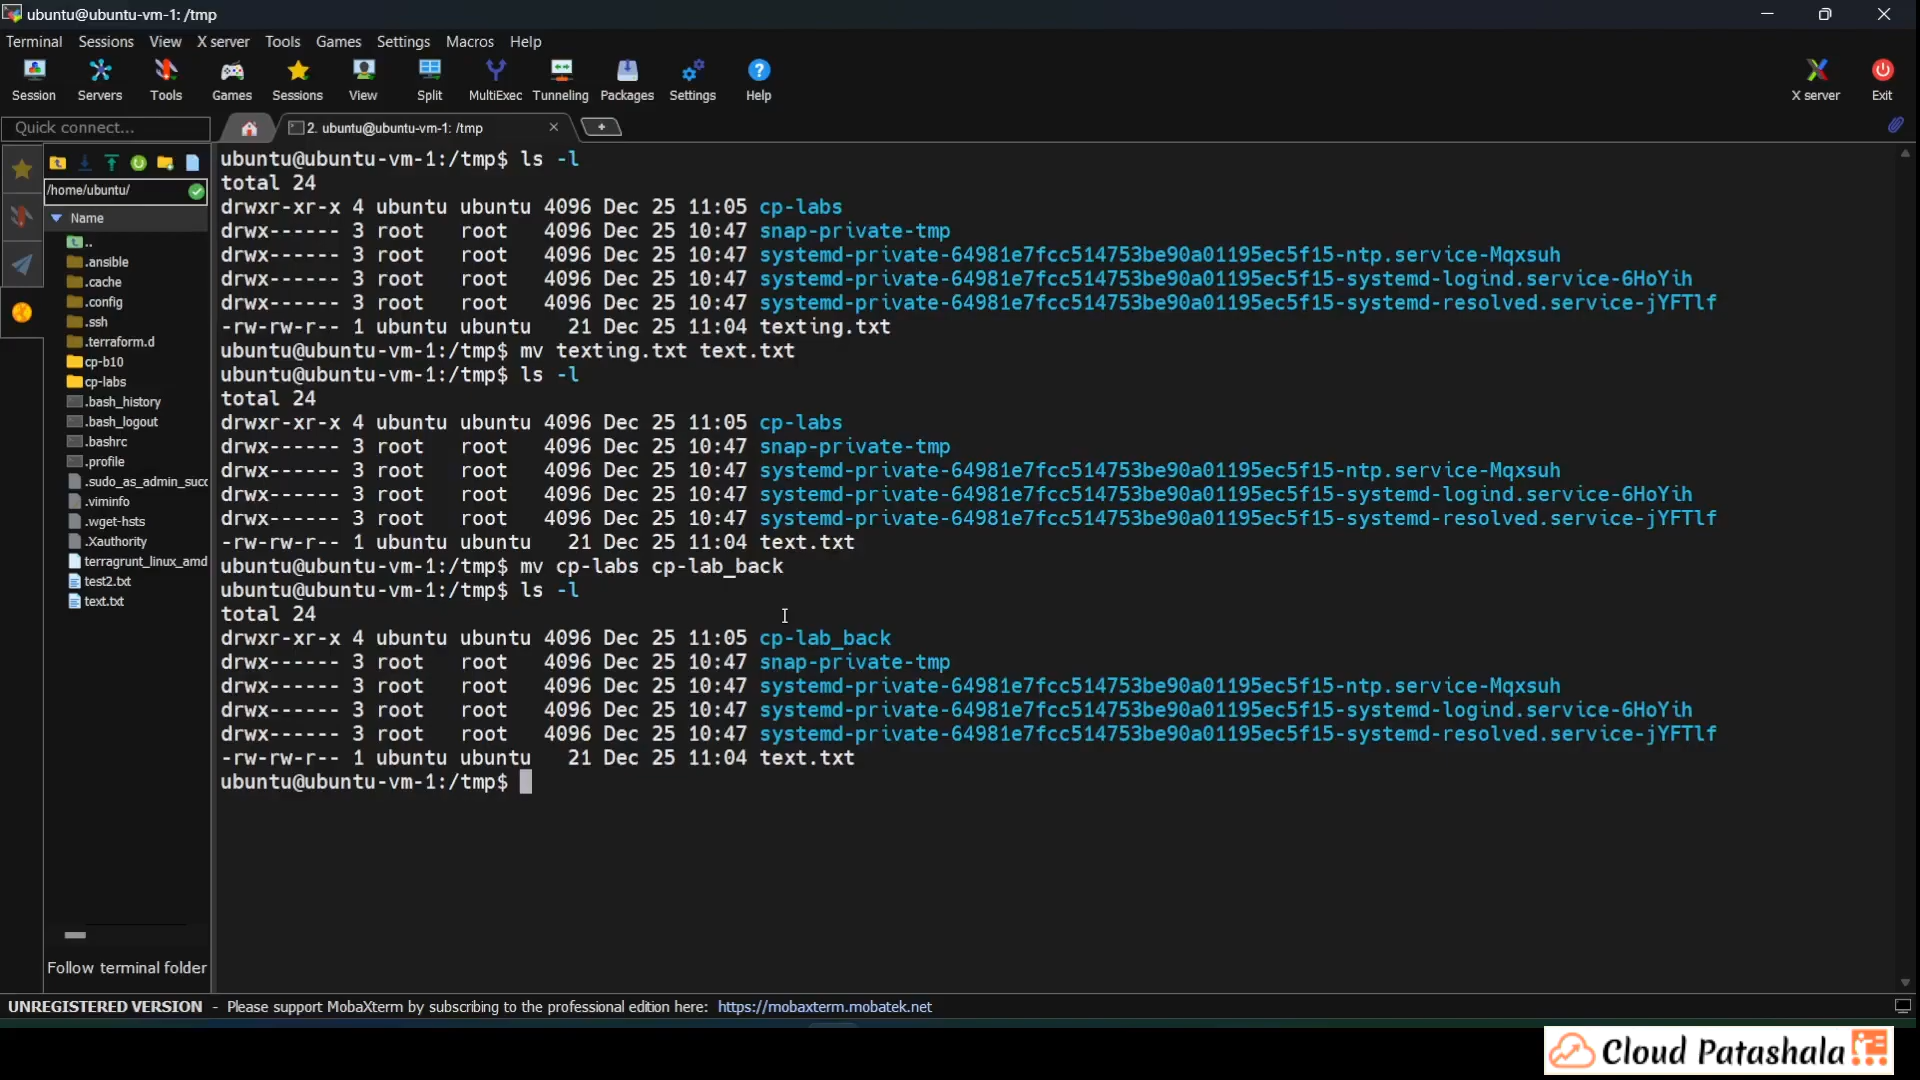 ubuntu@ubuntu-vm-1: /tmp
Terminal Sessions View X server Tools Games Settings Macros Help
Session Servers Tools Games Sessions View Split MultiExec Tunneling Packages Settings Help X server Exit
Quick connect...
2. ubuntu@ubuntu-vm-1: /tmp
/home/ubuntu/
Name
..
.ansible
.cache
.config
.ssh
.terraform.d
cp-b10
cp-labs
.bash_history
.bash_logout
.bashrc
.profile
.sudo_as_admin_succ
.viminfo
.wget-hsts
.Xauthority
terragrunt_linux_amd
test2.txt
text.txt
Follow terminal folder
ubuntu@ubuntu-vm-1:/tmp$ ls -l
total 24
drwxr-xr-x 4 ubuntu ubuntu 4096 Dec 25 11:05 cp-labs
drwx------ 3 root   root   4096 Dec 25 10:47 snap-private-tmp
drwx------ 3 root   root   4096 Dec 25 10:47 systemd-private-64981e7fcc514753be90a01195ec5f15-ntp.service-Mqxsuh
drwx------ 3 root   root   4096 Dec 25 10:47 systemd-private-64981e7fcc514753be90a01195ec5f15-systemd-logind.service-6HoYih
drwx------ 3 root   root   4096 Dec 25 10:47 systemd-private-64981e7fcc514753be90a01195ec5f15-systemd-resolved.service-jYFTlf
-rw-rw-r-- 1 ubuntu ubuntu   21 Dec 25 11:04 texting.txt
ubuntu@ubuntu-vm-1:/tmp$ mv texting.txt text.txt
ubuntu@ubuntu-vm-1:/tmp$ ls -l
total 24
drwxr-xr-x 4 ubuntu ubuntu 4096 Dec 25 11:05 cp-labs
drwx------ 3 root   root   4096 Dec 25 10:47 snap-private-tmp
drwx------ 3 root   root   4096 Dec 25 10:47 systemd-private-64981e7fcc514753be90a01195ec5f15-ntp.service-Mqxsuh
drwx------ 3 root   root   4096 Dec 25 10:47 systemd-private-64981e7fcc514753be90a01195ec5f15-systemd-logind.service-6HoYih
drwx------ 3 root   root   4096 Dec 25 10:47 systemd-private-64981e7fcc514753be90a01195ec5f15-systemd-resolved.service-jYFTlf
-rw-rw-r-- 1 ubuntu ubuntu   21 Dec 25 11:04 text.txt
ubuntu@ubuntu-vm-1:/tmp$ mv cp-labs cp-lab_back
ubuntu@ubuntu-vm-1:/tmp$ ls -l
total 24
drwxr-xr-x 4 ubuntu ubuntu 4096 Dec 25 11:05 cp-lab_back
drwx------ 3 root   root   4096 Dec 25 10:47 snap-private-tmp
drwx------ 3 root   root   4096 Dec 25 10:47 systemd-private-64981e7fcc514753be90a01195ec5f15-ntp.service-Mqxsuh
drwx------ 3 root   root   4096 Dec 25 10:47 systemd-private-64981e7fcc514753be90a01195ec5f15-systemd-logind.service-6HoYih
drwx------ 3 root   root   4096 Dec 25 10:47 systemd-private-64981e7fcc514753be90a01195ec5f15-systemd-resolved.service-jYFTlf
-rw-rw-r-- 1 ubuntu ubuntu   21 Dec 25 11:04 text.txt
ubuntu@ubuntu-vm-1:/tmp$
UNREGISTERED VERSION - Please support MobaXterm by subscribing to the professional edition here: https://mobaxterm.mobatek.net
Cloud Patashala